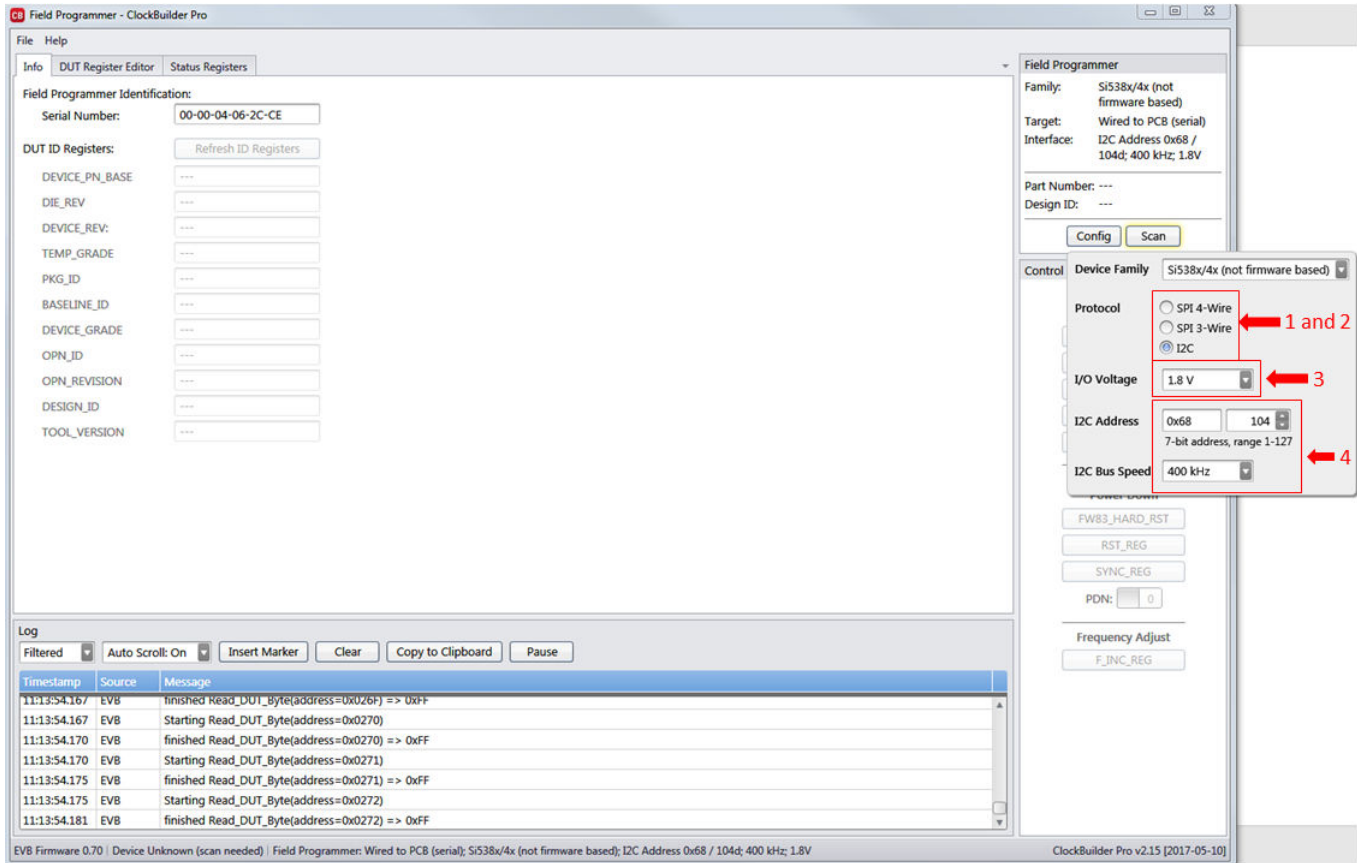 CB Field Programmer - ClockBuilder Pro
File Help
Info DUT Register Editor Status Registers
Field Programmer Identification:
Serial Number: 00-00-04-06-2C-CE
DUT ID Registers: Refresh ID Registers
DEVICE_PN_BASE ---
DIE_REV ---
DEVICE_REV: ---
TEMP_GRADE ---
PKG_ID ---
BASELINE_ID ---
DEVICE_GRADE ---
OPN_ID ---
OPN_REVISION ---
DESIGN_ID ---
TOOL_VERSION ---
Field Programmer
Family: Si538x/4x (not
firmware based)
Target: Wired to PCB (serial)
Interface: I2C Address 0x68 /
104d; 400 kHz; 1.8V
Part Number: ---
Design ID: ---
Config Scan
Control
Device Family Si538x/4x (not firmware based)
Protocol SPI 4-Wire
SPI 3-Wire
I2C
1 and 2
I/O Voltage 1.8 V
3
I2C Address 0x68 104
7-bit address, range 1-127
4
I2C Bus Speed 400 kHz
Power Down
FW83_HARD_RST
RST_REG
SYNC_REG
PDN: 0
Frequency Adjust
F_INC_REG
Log
Filtered Auto Scroll: On Insert Marker Clear Copy to Clipboard Pause
Timestamp Source Message
11:13:54.167 EVB finished Read_DUT_Byte(address=0x026F) => 0xFF
11:13:54.167 EVB Starting Read_DUT_Byte(address=0x0270)
11:13:54.170 EVB finished Read_DUT_Byte(address=0x0270) => 0xFF
11:13:54.170 EVB Starting Read_DUT_Byte(address=0x0271)
11:13:54.175 EVB finished Read_DUT_Byte(address=0x0271) => 0xFF
11:13:54.175 EVB Starting Read_DUT_Byte(address=0x0272)
11:13:54.181 EVB finished Read_DUT_Byte(address=0x0272) => 0xFF
EVB Firmware 0.70 | Device Unknown (scan needed) | Field Programmer: Wired to PCB (serial); Si538x/4x (not firmware based); I2C Address 0x68 / 104d; 400 kHz; 1.8V
ClockBuilder Pro v2.15 [2017-05-10]